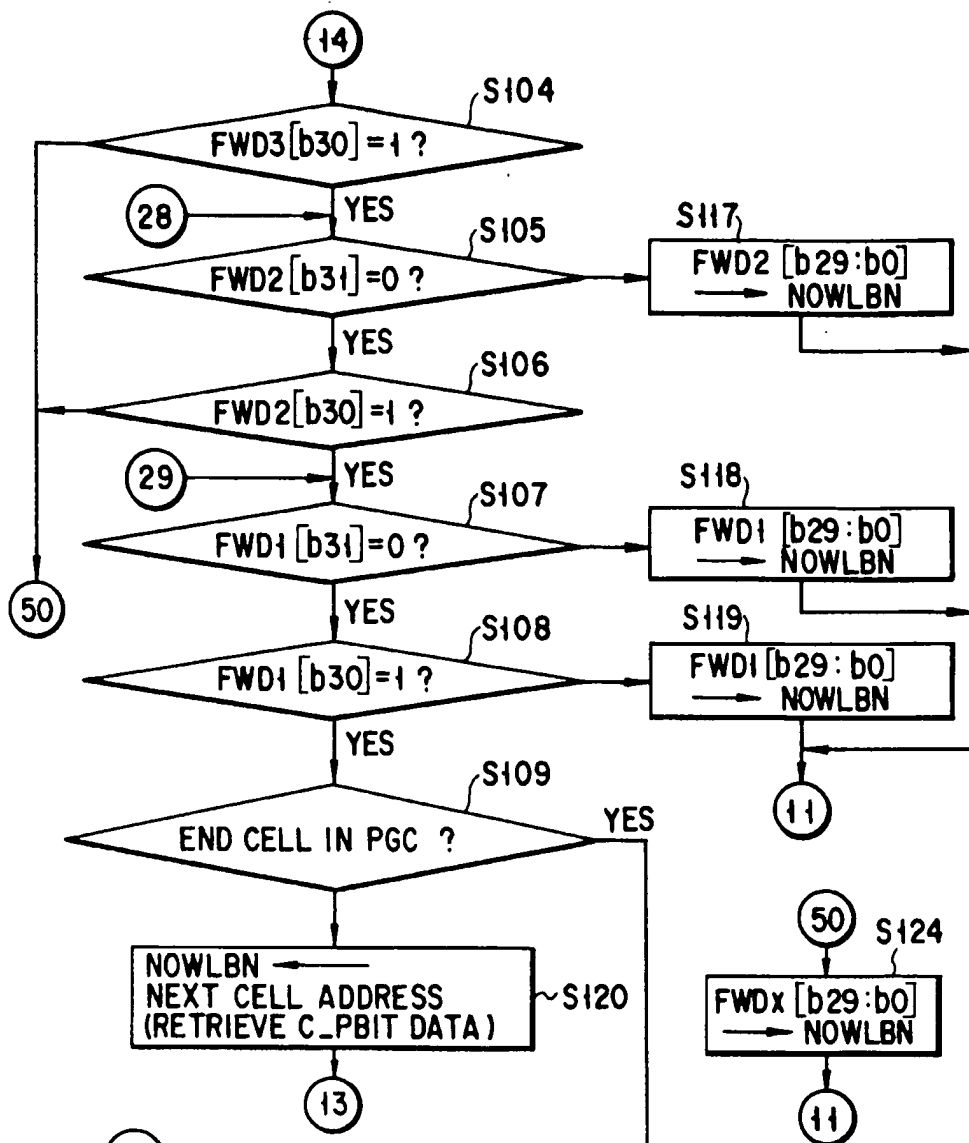 14
S104
FWD3[b30]=1 ?
28
YES
S105
FWD2[b31]=0 ?
S117
FWD2 [b29:b0]
→ NOWLBN
YES
S106
FWD2[b30]=1 ?
29
YES
S107
FWD1[b31]=0 ?
S118
FWD1 [b29:b0]
→ NOWLBN
50
YES
S108
FWD1[b30]=1 ?
S119
FWD1[b29:b0]
→ NOWLBN
YES
11
S109
END CELL IN PGC ?
YES
50
S124
FWDx [b29:b0]
→ NOWLBN
11
NOWLBN ←
NEXT CELL ADDRESS
(RETRIEVE C_PBIT DATA)
S120
13